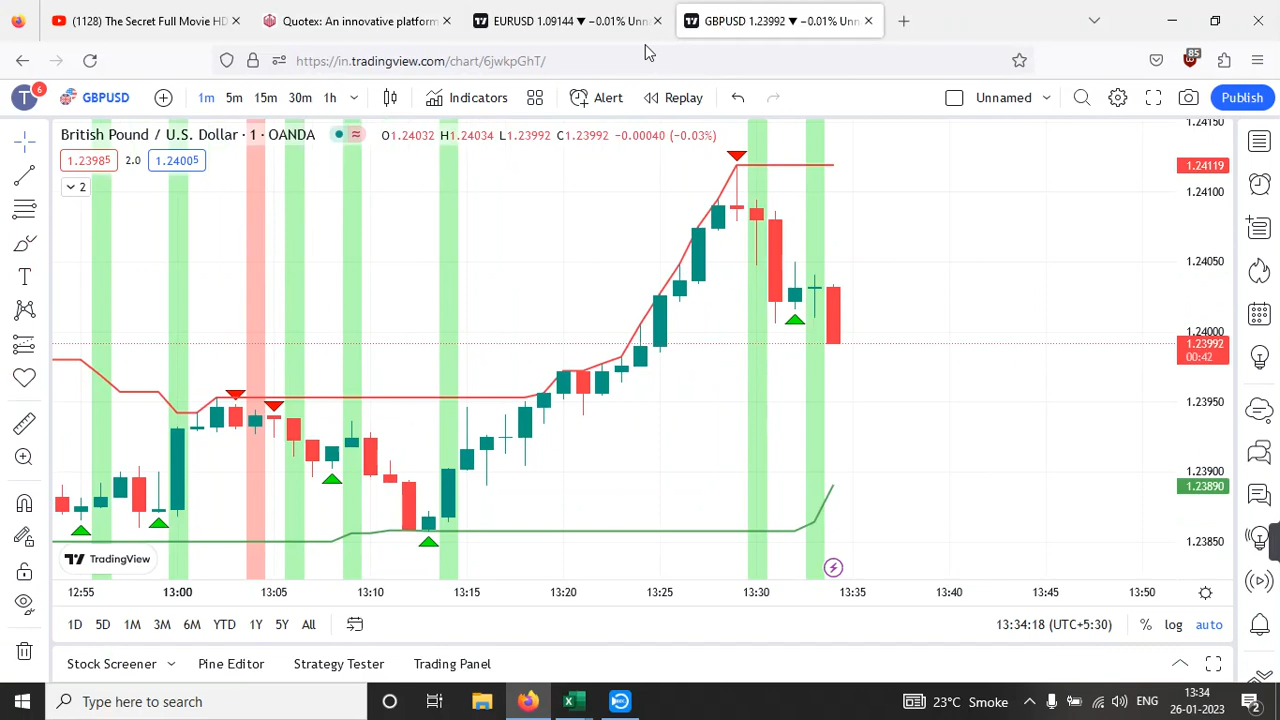 (1128) The Secret Full Movie HD
Quotex: An innovative platform
EURUSD 1.09144 ▼ −0.01% Unn
GBPUSD 1.23992 ▼ −0.01% Unn
https://in.tradingview.com/chart/6jwkpGhT/
85
T
6
GBPUSD
1m
5m
15m
30m
1h
Indicators
Alert
Replay
Unnamed
Publish
British Pound / U.S. Dollar · 1 · OANDA
O1.24032 H1.24034 L1.23992 C1.23992 −0.00040 (−0.03%)
1.23985
2.0
1.24005
2
1.24150
1.24119
1.24100
1.24050
1.24000
1.23992
00:42
1.23950
1.23900
1.23890
1.23850
TradingView
12:55
13:00
13:05
13:10
13:15
13:20
13:25
13:30
13:35
13:40
13:45
13:50
1D
5D
1M
3M
6M
YTD
1Y
5Y
All
13:34:18 (UTC+5:30)
%
log
auto
Stock Screener
Pine Editor
Strategy Tester
Trading Panel
Type here to search
23°C Smoke
ENG
13:34
26-01-2023
2